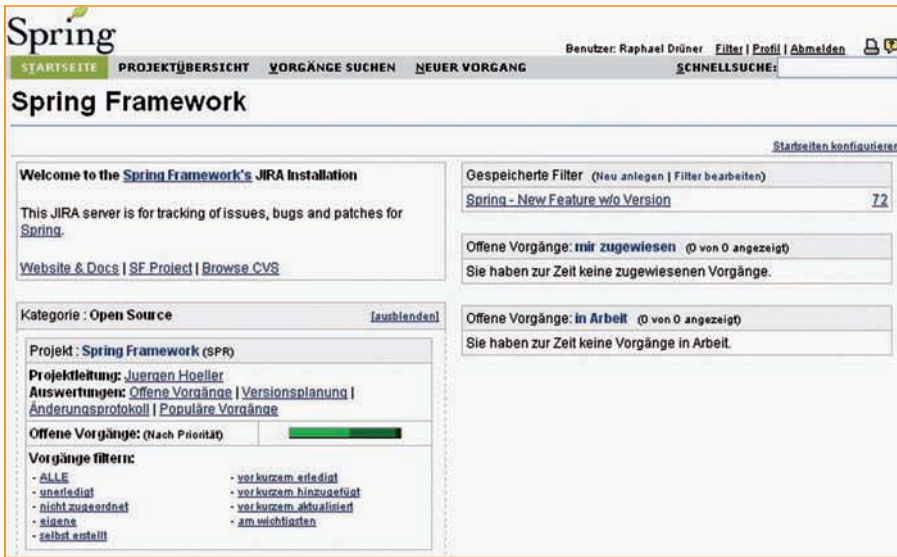 Spring
Benutzer: Raphael Drüner Filter | Profil | Abmelden
STARTSEITE PROJEKTÜBERSICHT VORGÄNGE SUCHEN NEUER VORGANG SCHNELLSUCHE:
Spring Framework
Startseiten konfigurieren
Welcome to the Spring Framework's JIRA Installation
This JIRA server is for tracking of issues, bugs and patches for
Spring.
Website & Docs | SF Project | Browse CVS
Kategorie : Open Source [ausblenden]
Projekt : Spring Framework (SPR)
Projektleitung: Juergen Hoeller
Auswertungen: Offene Vorgänge | Versionsplanung |
Änderungsprotokoll | Populäre Vorgänge
Offene Vorgänge: (Nach Priorität)
Vorgänge filtern:
- ALLE
- unerledigt
- nicht zugeordnet
- eigene
- selbst erstellt
- vor kurzem erledigt
- vor kurzem hinzugefügt
- vor kurzem aktualisiert
- am wichtigsten
Gespeicherte Filter (Neu anlegen | Filter bearbeiten)
Spring - New Feature w/o Version 72
Offene Vorgänge: mir zugewiesen (0 von 0 angezeigt)
Sie haben zur Zeit keine zugewiesenen Vorgänge.
Offene Vorgänge: in Arbeit (0 von 0 angezeigt)
Sie haben zur Zeit keine Vorgänge in Arbeit.